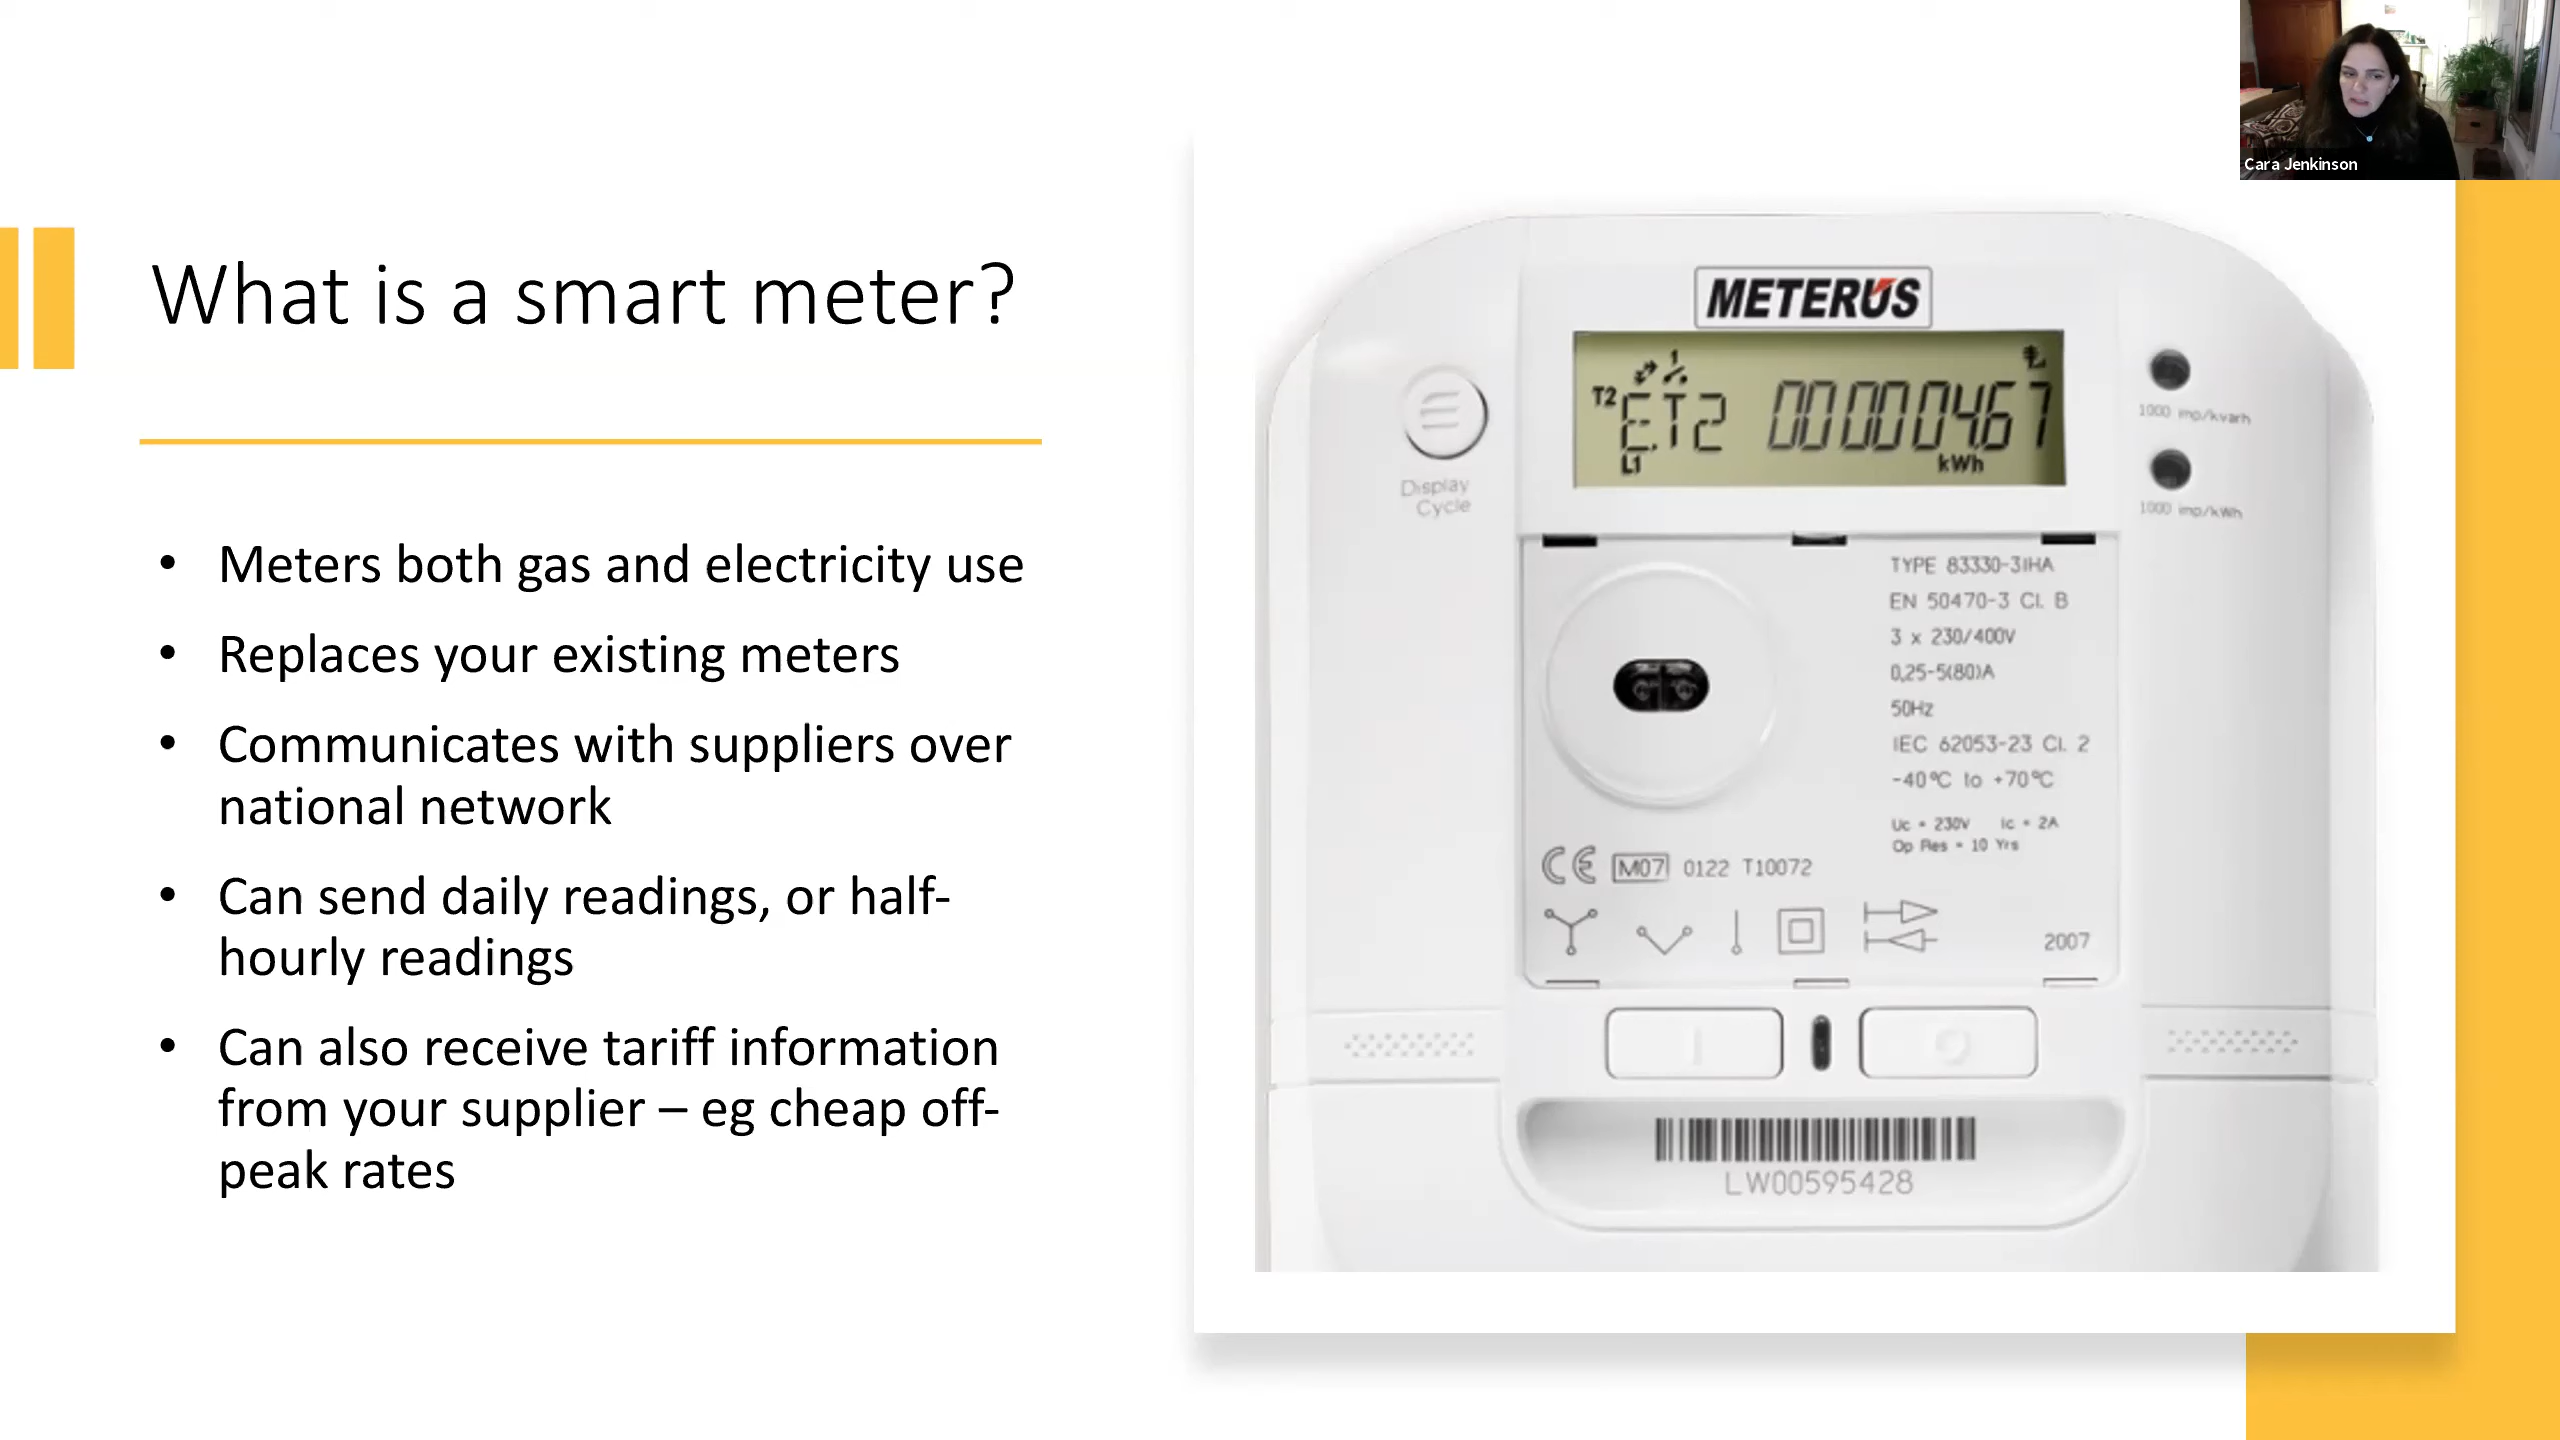 Cara Jenkinson
What is a smart meter?
• Meters both gas and electricity use
• Replaces your existing meters
• Communicates with suppliers over
national network
• Can send daily readings, or half-
hourly readings
• Can also receive tariff information
from your supplier – eg cheap off-
peak rates
METERUS
1
T2 E.T2 0000004.67
L1 kWh
Display
Cycle
1000 imp/kvarh
1000 imp/kWh
TYPE 83330-3IHA
EN 50470-3 Cl. B
3 x 230/400V
0,25-5(80)A
50Hz
IEC 62053-23 Cl. 2
-40°C to +70°C
Uc = 230V Ic = 2A
Op Res = 10 Yrs
CE M07 0122 T10072
2007
LW00595428